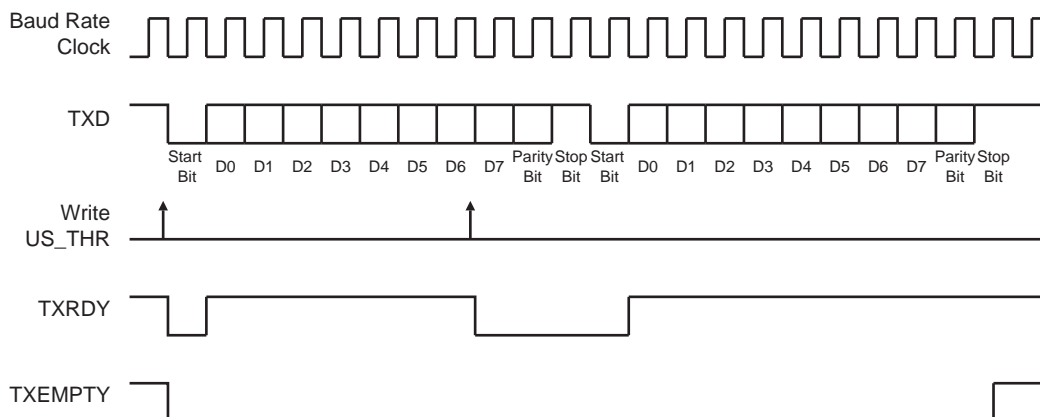 Baud Rate
Clock
TXD
Start
Bit
D0
D1
D2
D3
D4
D5
D6
D7
Parity
Bit
Stop
Bit
Start
Bit
D0
D1
D2
D3
D4
D5
D6
D7
Parity
Bit
Stop
Bit
Write
US_THR
TXRDY
TXEMPTY